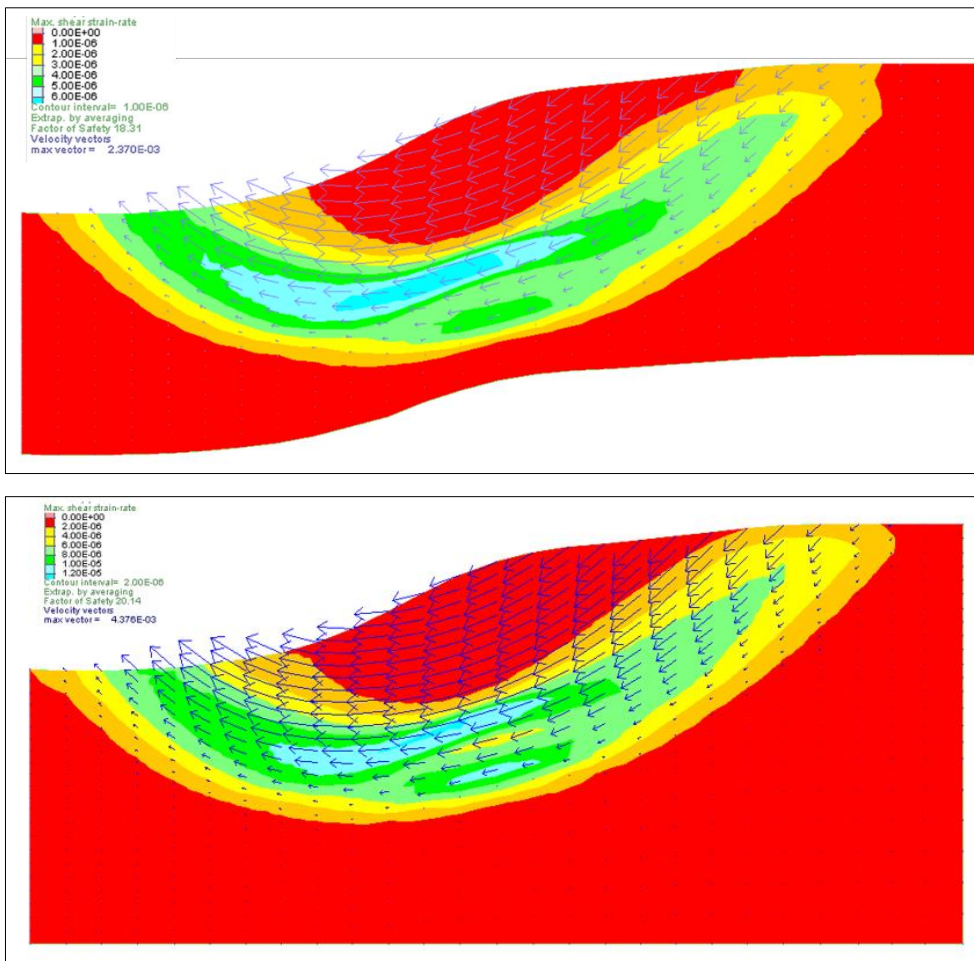 Max. shear strain-rate
0.00E+00
1.00E-06
2.00E-06
3.00E-06
4.00E-06
5.00E-06
6.00E-06
Contour interval= 1.00E-06
Extrap. by averaging
Factor of Safety 18.31
Velocity vectors
max vector = 2.370E-03
Max. shear strain-rate
0.00E+00
2.00E-06
4.00E-06
6.00E-06
8.00E-06
1.00E-05
1.20E-05
Contour interval= 2.00E-06
Extrap. by averaging
Factor of Safety 20.14
Velocity vectors
max vector = 4.376E-03